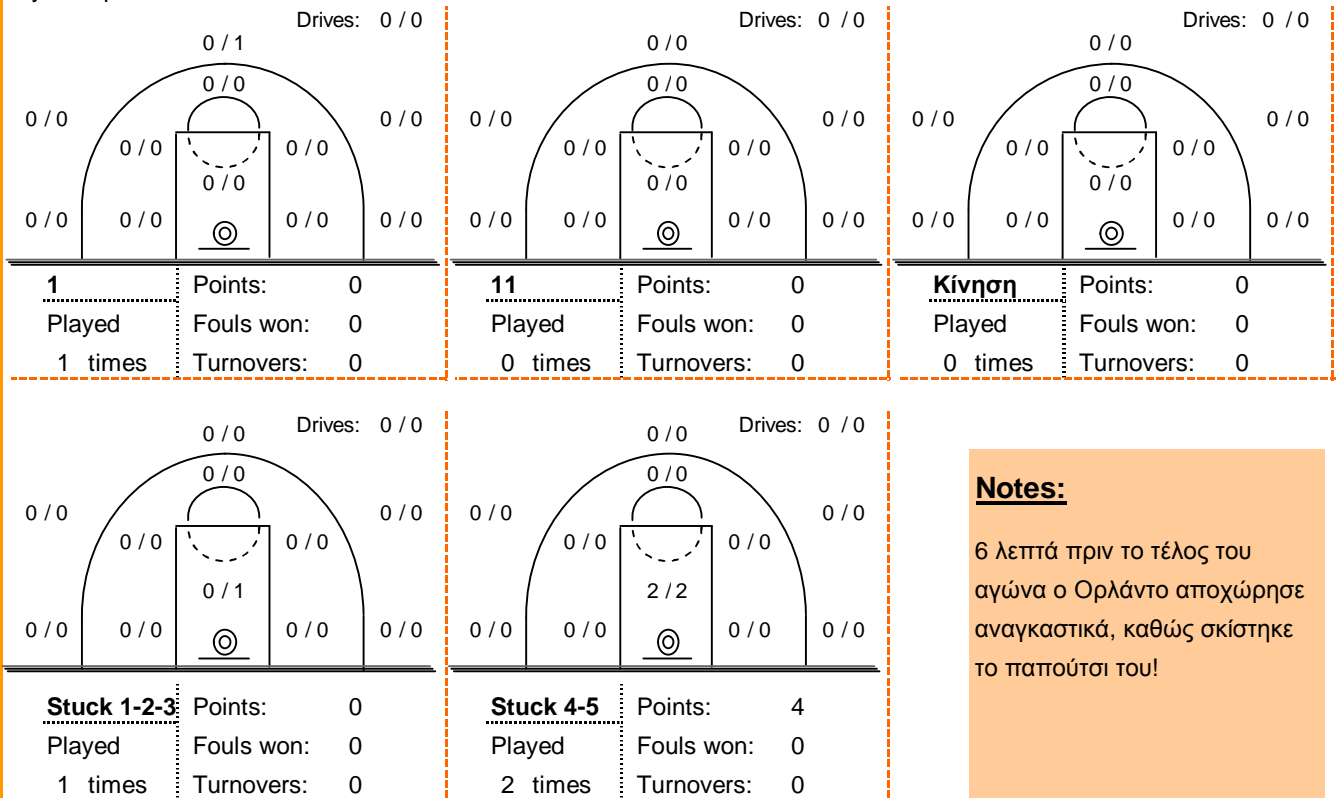 Drives: 0 / 0
0 / 1
0 / 0
0 / 0
0 / 0
0 / 0
0 / 0
0 / 0
0 / 0
0 / 0
0 / 0
0 / 0
1
Played
1 times
Points: 0
Fouls won: 0
Turnovers: 0
Drives: 0 / 0
0 / 0
0 / 0
0 / 0
0 / 0
0 / 0
0 / 0
0 / 0
0 / 0
0 / 0
0 / 0
0 / 0
11
Played
0 times
Points: 0
Fouls won: 0
Turnovers: 0
Drives: 0 / 0
0 / 0
0 / 0
0 / 0
0 / 0
0 / 0
0 / 0
0 / 0
0 / 0
0 / 0
0 / 0
0 / 0
Κίνηση
Played
0 times
Points: 0
Fouls won: 0
Turnovers: 0
Drives: 0 / 0
0 / 0
0 / 0
0 / 0
0 / 0
0 / 0
0 / 0
0 / 1
0 / 0
0 / 0
0 / 0
0 / 0
Stuck 1-2-3
Played
1 times
Points: 0
Fouls won: 0
Turnovers: 0
Drives: 0 / 0
0 / 0
0 / 0
0 / 0
0 / 0
0 / 0
0 / 0
2 / 2
0 / 0
0 / 0
0 / 0
0 / 0
Stuck 4-5
Played
2 times
Points: 4
Fouls won: 0
Turnovers: 0
Notes:
6 λεπτά πριν το τέλος του
αγώνα ο Ορλάντο αποχώρησε
αναγκαστικά, καθώς σκίστηκε
το παπούτσι του!